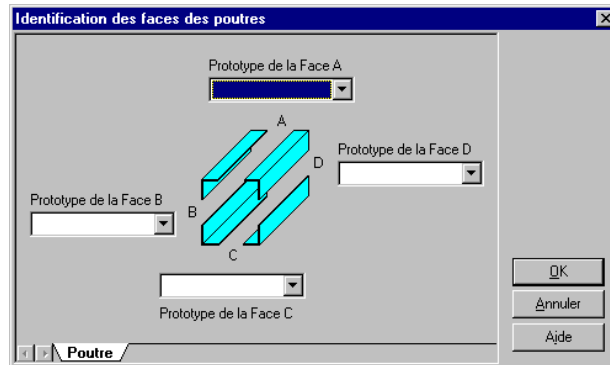 Identification des faces des poutres
Prototype de la Face A
A
Prototype de la Face D
D
Prototype de la Face B
B
C
Prototype de la Face C
OK
Annuler
Aide
Poutre